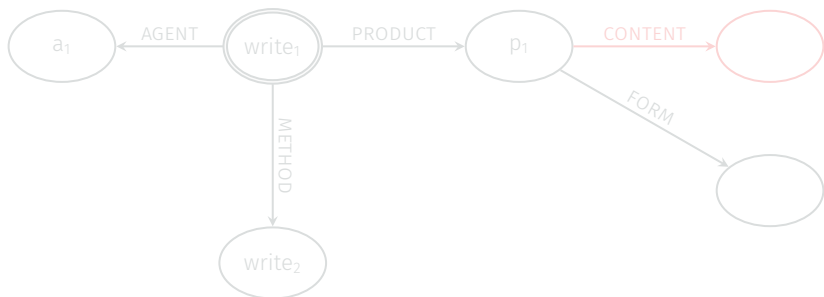 a₁ AGENT write₁ PRODUCT p₁ CONTENT
FORM
METHOD
write₂